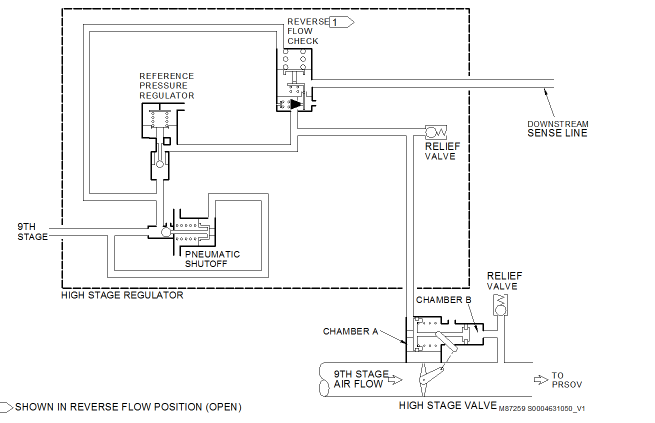 REVERSE 1
FLOW
CHECK
REFERENCE
PRESSURE
REGULATOR
DOWNSTREAM
SENSE LINE
RELIEF
VALVE
9TH
STAGE
PNEUMATIC
SHUTOFF
HIGH STAGE REGULATOR
RELIEF
VALVE
CHAMBER B
CHAMBER A
9TH STAGE
AIR FLOW
TO
PRSOV
HIGH STAGE VALVE
M87259 S0004631050_V1
SHOWN IN REVERSE FLOW POSITION (OPEN)